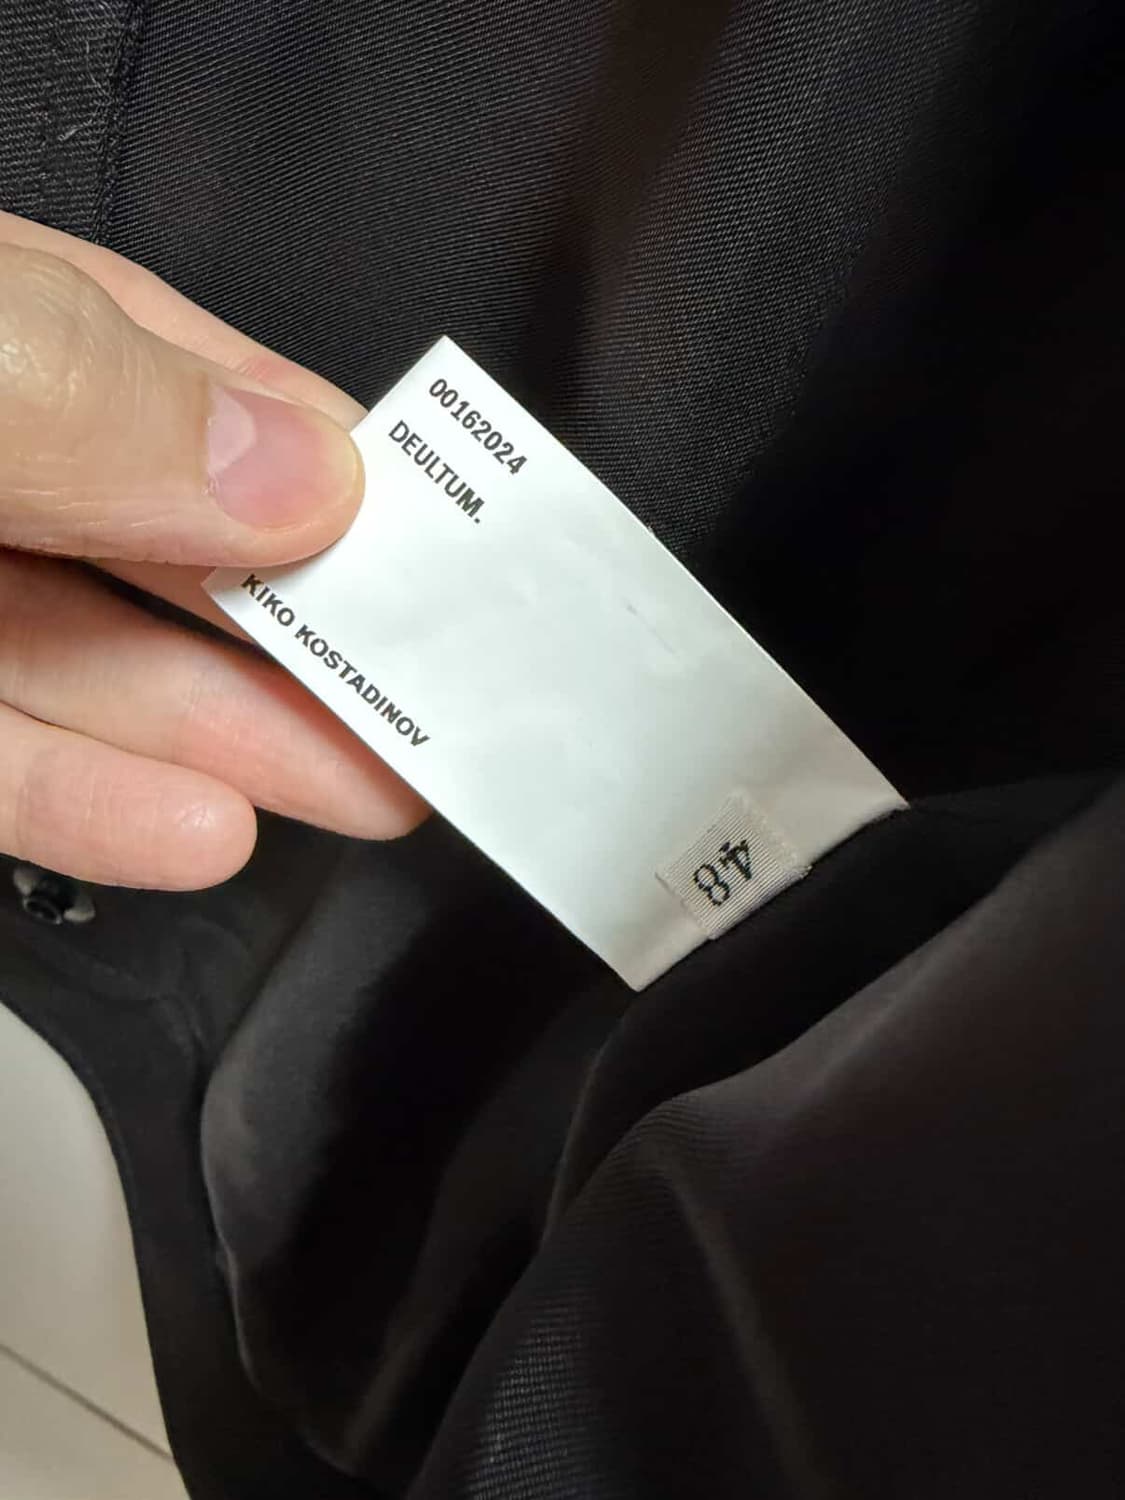 00162024
DEULTUM.
KIKO KOSTADINOV
48